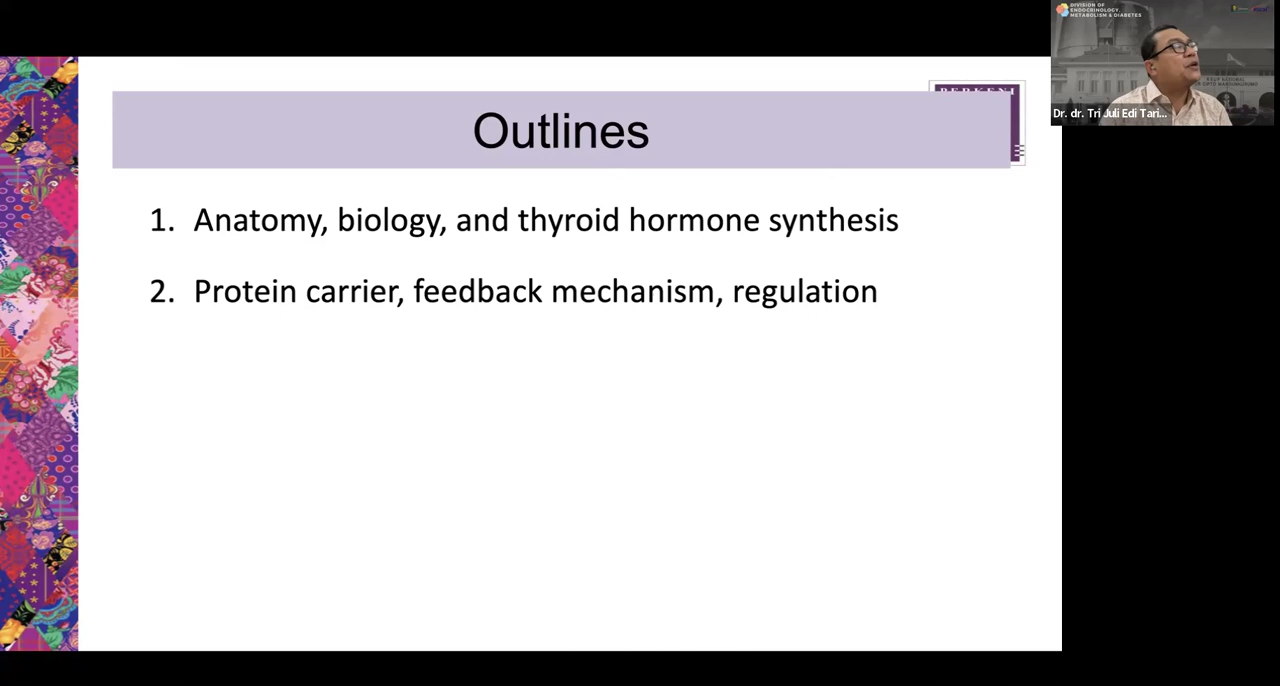 DIVISION OF
ENDOCRINOLOGY,
METABOLISM & DIABETES
PERKENI
Outlines
Dr. dr. Tri Juli Edi Tari...
1. Anatomy, biology, and thyroid hormone synthesis
2. Protein carrier, feedback mechanism, regulation